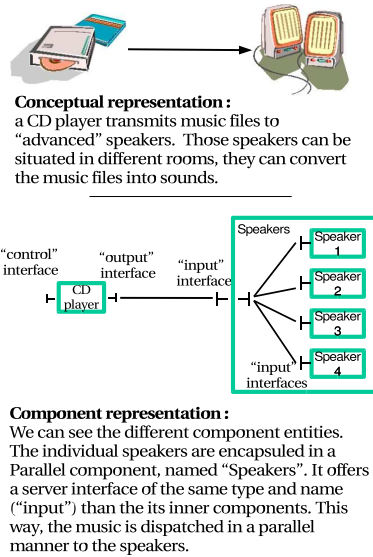 Conceptual representation :
a CD player transmits music files to
“advanced” speakers. Those speakers can be
situated in different rooms, they can convert
the music files into sounds.
Speakers
Speaker
1
“control”
interface
“output”
interface
“input”
interface
CD
player
Speaker
2
Speaker
3
Speaker
4
“input”
interfaces
Component representation :
We can see the different component entities.
The individual speakers are encapsuled in a
Parallel component, named “Speakers”. It offers
a server interface of the same type and name
(“input”) than the its inner components. This
way, the music is dispatched in a parallel
manner to the speakers.